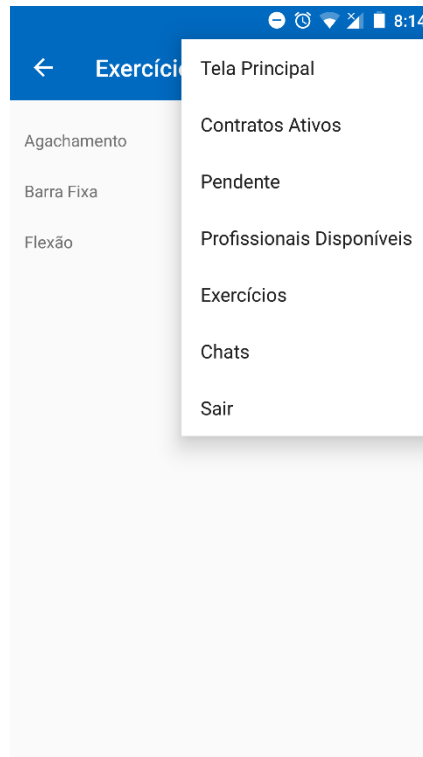 8:14
Exercíci
Tela Principal
Contratos Ativos
Pendente
Profissionais Disponíveis
Exercícios
Chats
Sair
Agachamento
Barra Fixa
Flexão